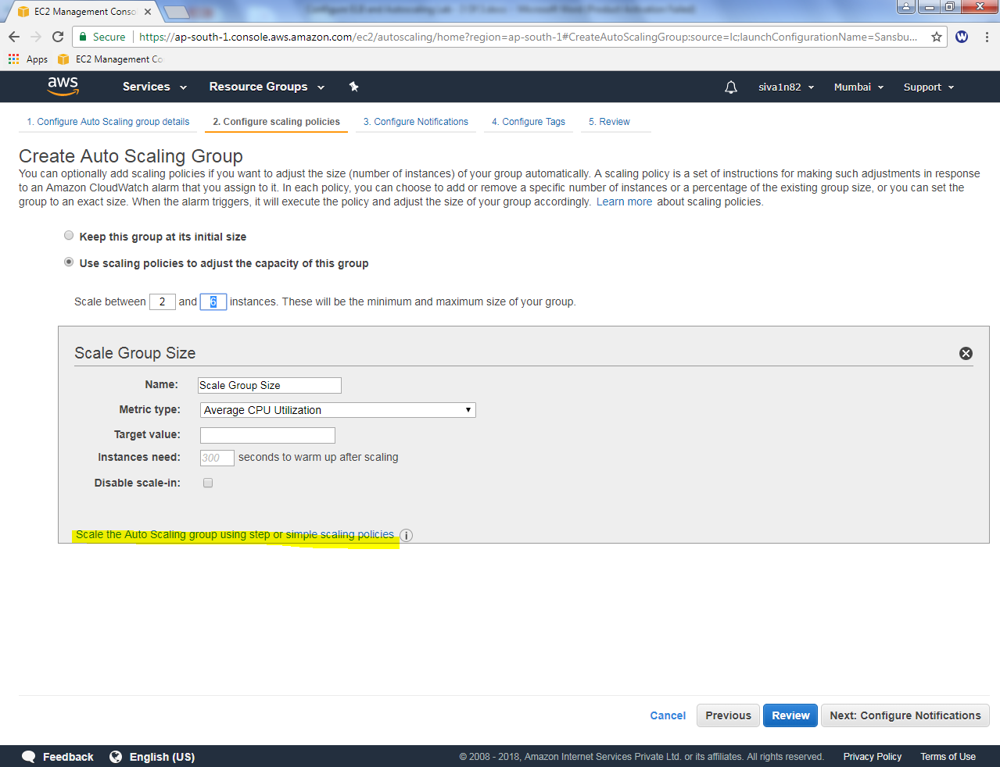 EC2 Management Conso
Secure
https://ap-south-1.console.aws.amazon.com/ec2/autoscaling/home?region=ap-south-1#CreateAutoScalingGroup:source=lc;launchConfigurationName=Sansbu...
W
Apps EC2 Management Co
aws Services Resource Groups siva1n82 Mumbai Support
1. Configure Auto Scaling group details 2. Configure scaling policies 3. Configure Notifications 4. Configure Tags 5. Review
Create Auto Scaling Group
You can optionally add scaling policies if you want to adjust the size (number of instances) of your group automatically. A scaling policy is a set of instructions for making such adjustments in response
to an Amazon CloudWatch alarm that you assign to it. In each policy, you can choose to add or remove a specific number of instances or a percentage of the existing group size, or you can set the
group to an exact size. When the alarm triggers, it will execute the policy and adjust the size of your group accordingly. Learn more about scaling policies.
Keep this group at its initial size
Use scaling policies to adjust the capacity of this group
Scale between 2 and 6 instances. These will be the minimum and maximum size of your group.
Scale Group Size
Name: Scale Group Size
Metric type: Average CPU Utilization
Target value:
Instances need: 300 seconds to warm up after scaling
Disable scale-in:
Scale the Auto Scaling group using step or simple scaling policies i
Cancel Previous Review Next: Configure Notifications
Feedback English (US) © 2008 - 2018, Amazon Internet Services Private Ltd. or its affiliates. All rights reserved. Privacy Policy Terms of Use